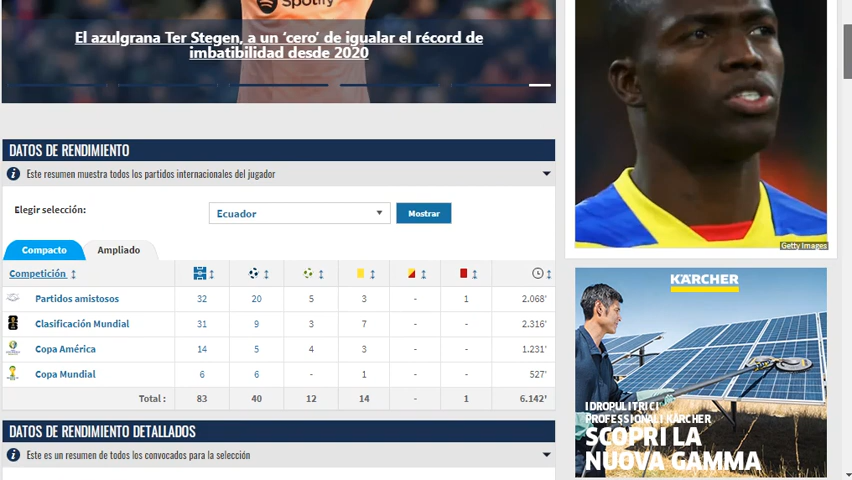 Spotify
El azulgrana Ter Stegen, a un ‘cero’ de igualar el récord de
imbatibilidad desde 2020
DATOS DE RENDIMIENTO
Este resumen muestra todos los partidos internacionales del jugador
Elegir selección:
Ecuador
Mostrar
Compacto
Ampliado
Competición
Partidos amistosos 32 20 5 3 - 1 2.068'
Clasificación Mundial 31 9 3 7 - - 2.316'
Copa América 14 5 4 3 - - 1.231'
Copa Mundial 6 6 - 1 - - 527'
Total : 83 40 12 14 - 1 6.142'
DATOS DE RENDIMIENTO DETALLADOS
Este es un resumen de todos los convocados para la selección
Getty Images
KÄRCHER
IDROPULITRICI
PROFESSIONALI KÄRCHER
SCOPRI LA
NUOVA GAMMA